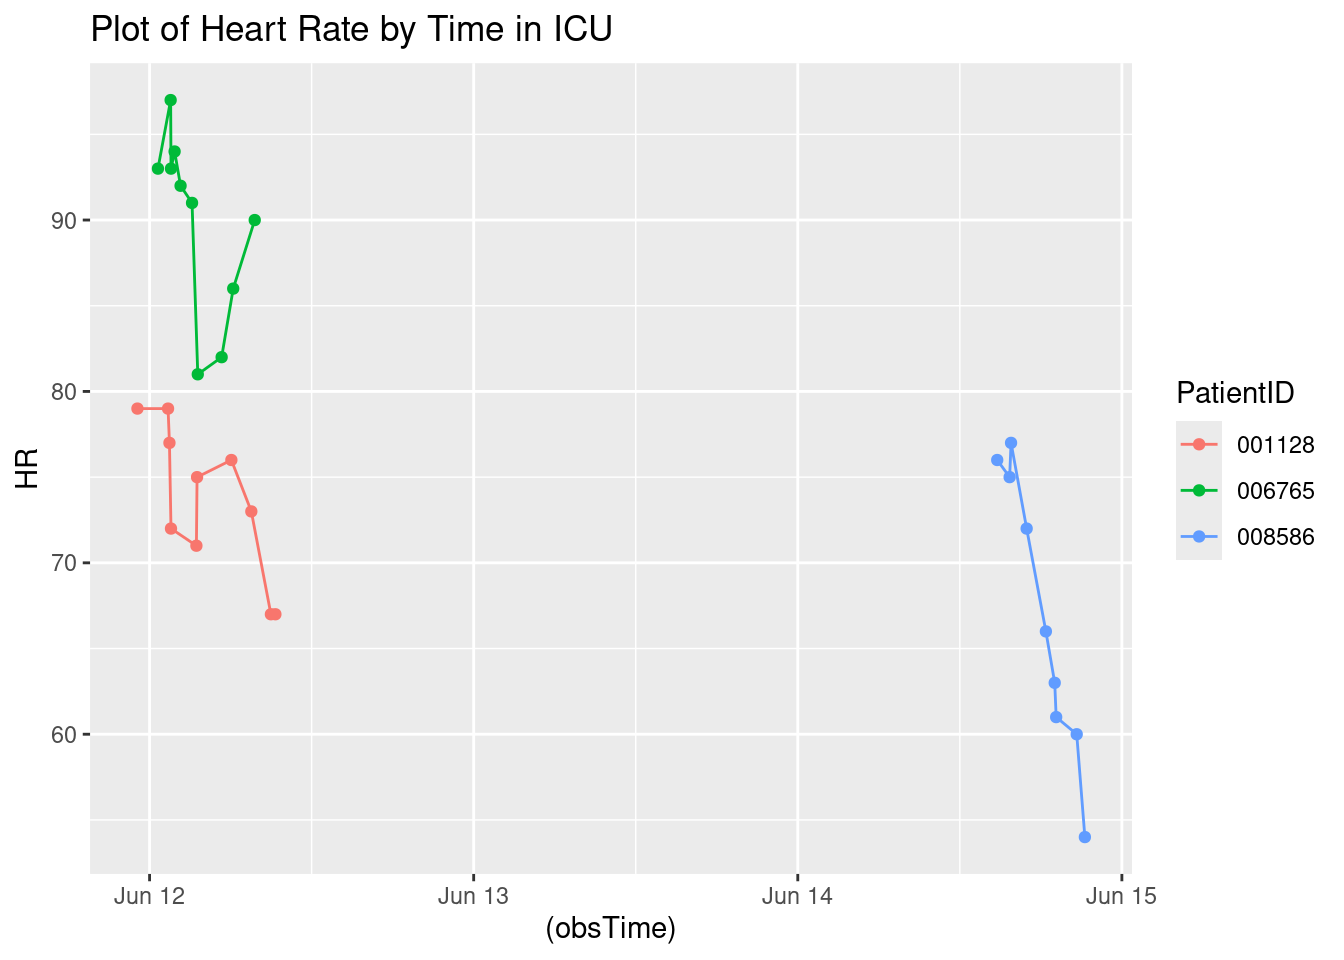 Plot of Heart Rate by Time in ICU
HR
90
80
70
60
Jun 12
Jun 13
Jun 14
Jun 15
(obsTime)
PatientID
001128
006765
008586